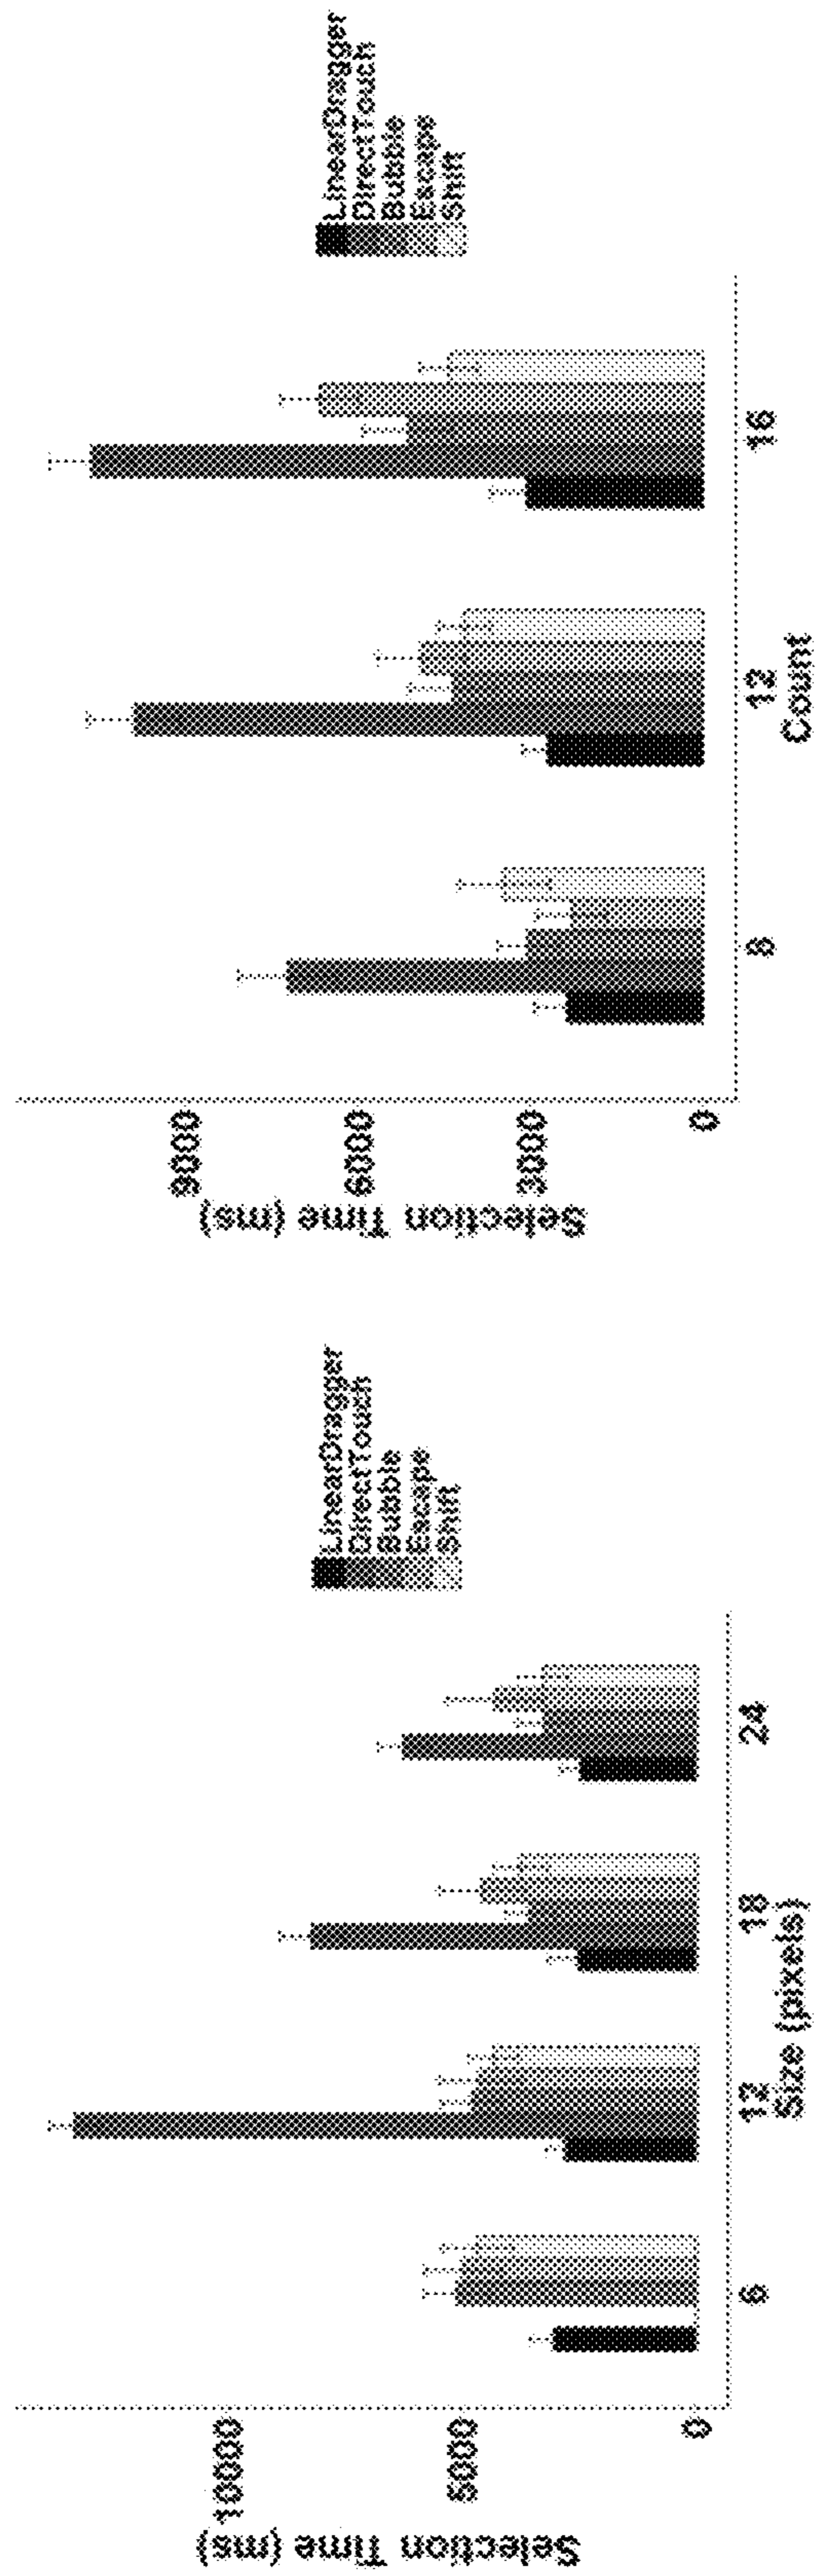 Selection Time (ms)
10000
5000
0
6
12
18
24
Size (pixels)
LinearDragger
DirectTouch
Bubble
Escape
Shift
Selection Time (ms)
9000
6000
3000
0
8
12
16
Count
LinearDragger
DirectTouch
Bubble
Escape
Shift